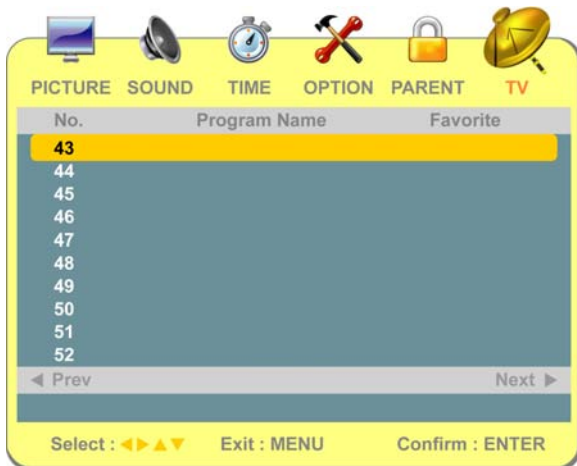 PICTURE SOUND TIME OPTION PARENT TV
No. Program Name Favorite
43
44
45
46
47
48
49
50
51
52
◀ Prev Next ▶
Select : ◀▶▲▼ Exit : MENU Confirm : ENTER